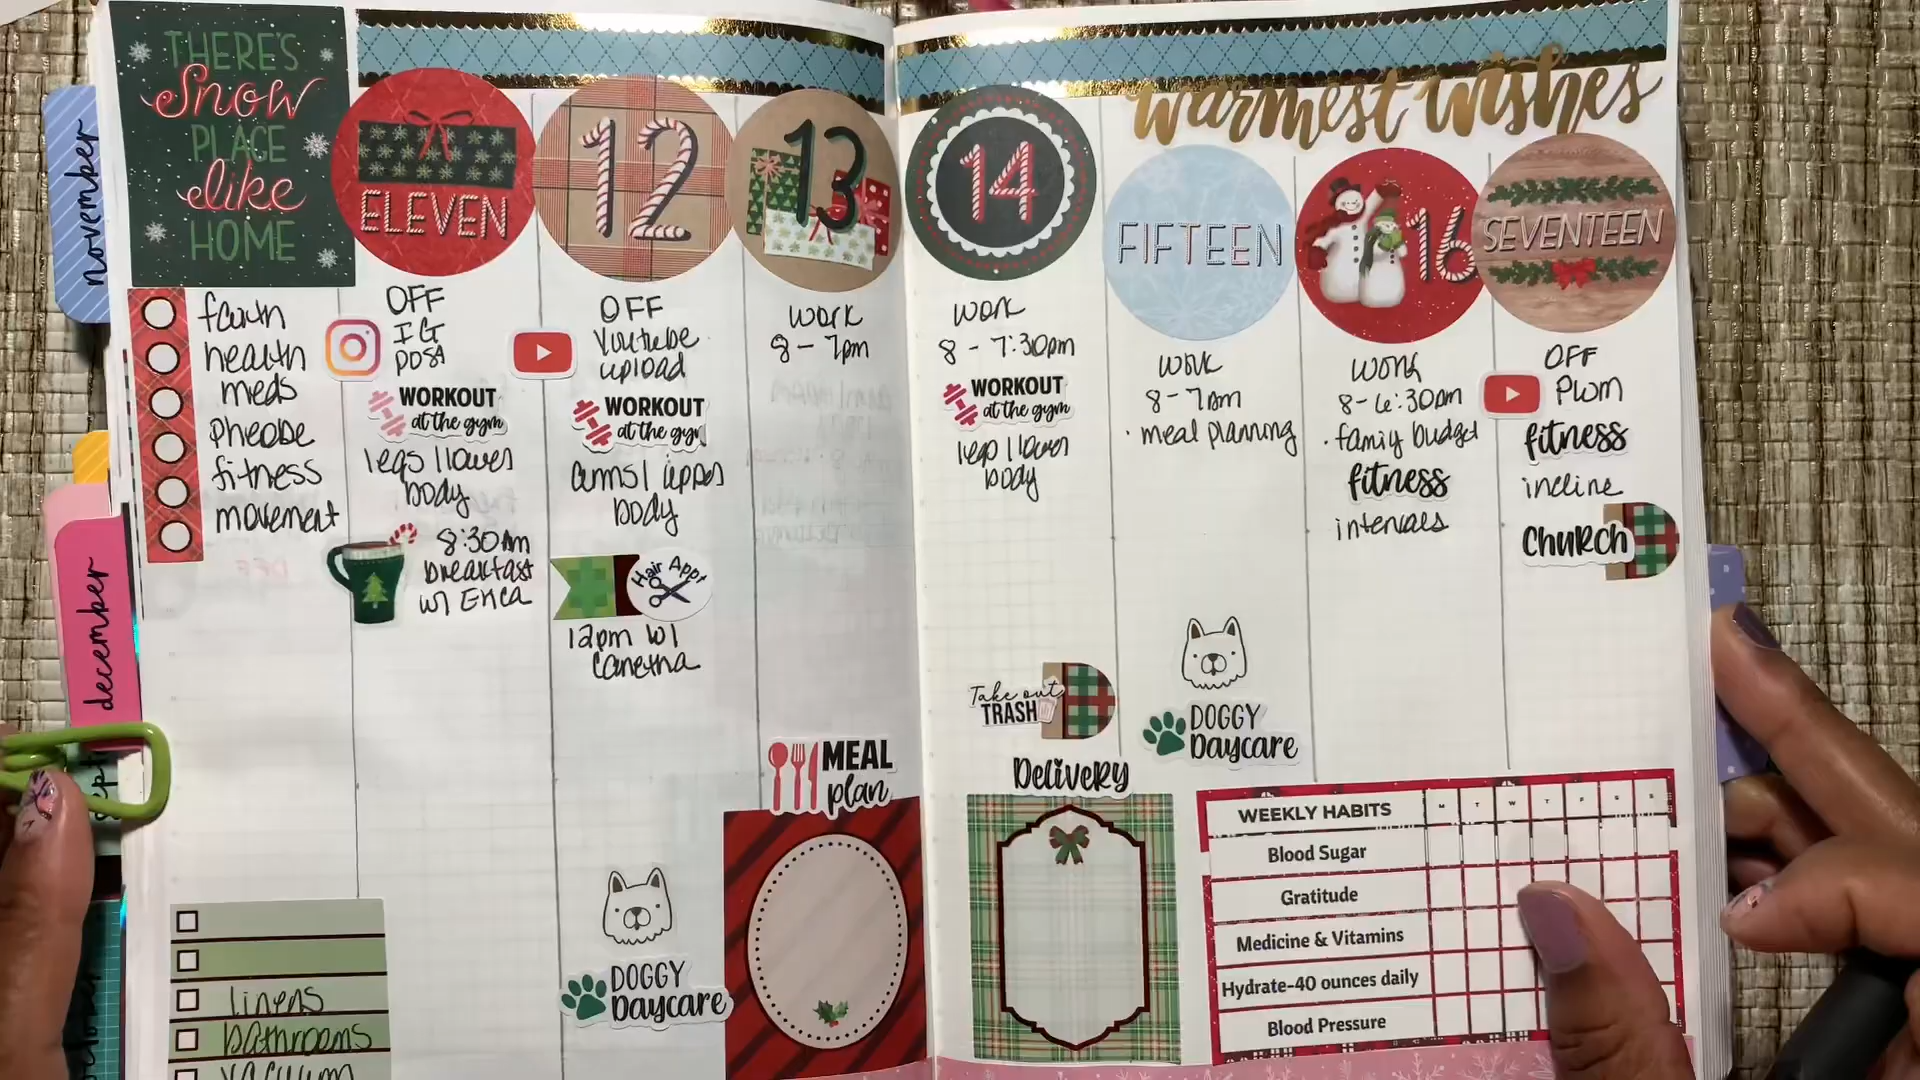 THERE'S
Snow
PLACE
like
HOME
warmest wishes
november
december
sept
october
faith
health
meds
pheobe
fitness
movement
ELEVEN
OFF
IG
post
WORKOUT
at the gym
legs | lower
body
8:30am
breakfast
w/ Erica
12
OFF
Youtube
upload
WORKOUT
at the gym
arms | upper
body
Hair Appt
12pm w/
Canetha
DOGGY
Daycare
13
work
8 - 7pm
MEAL
plan
14
work
8 - 7:30pm
WORKOUT
at the gym
legs | lower
body
Take out
TRASH
Delivery
FIFTEEN
work
8 - 7pm
· meal planning
DOGGY
Daycare
16
work
8 - 6:30pm
· family budget
fitness
intervals
SEVENTEEN
OFF
PWM
fitness
incline
CHURCH
linens
bathrooms
vacuum
WEEKLY HABITS M T W T F S S
Blood Sugar
Gratitude
Medicine & Vitamins
Hydrate-40 ounces daily
Blood Pressure